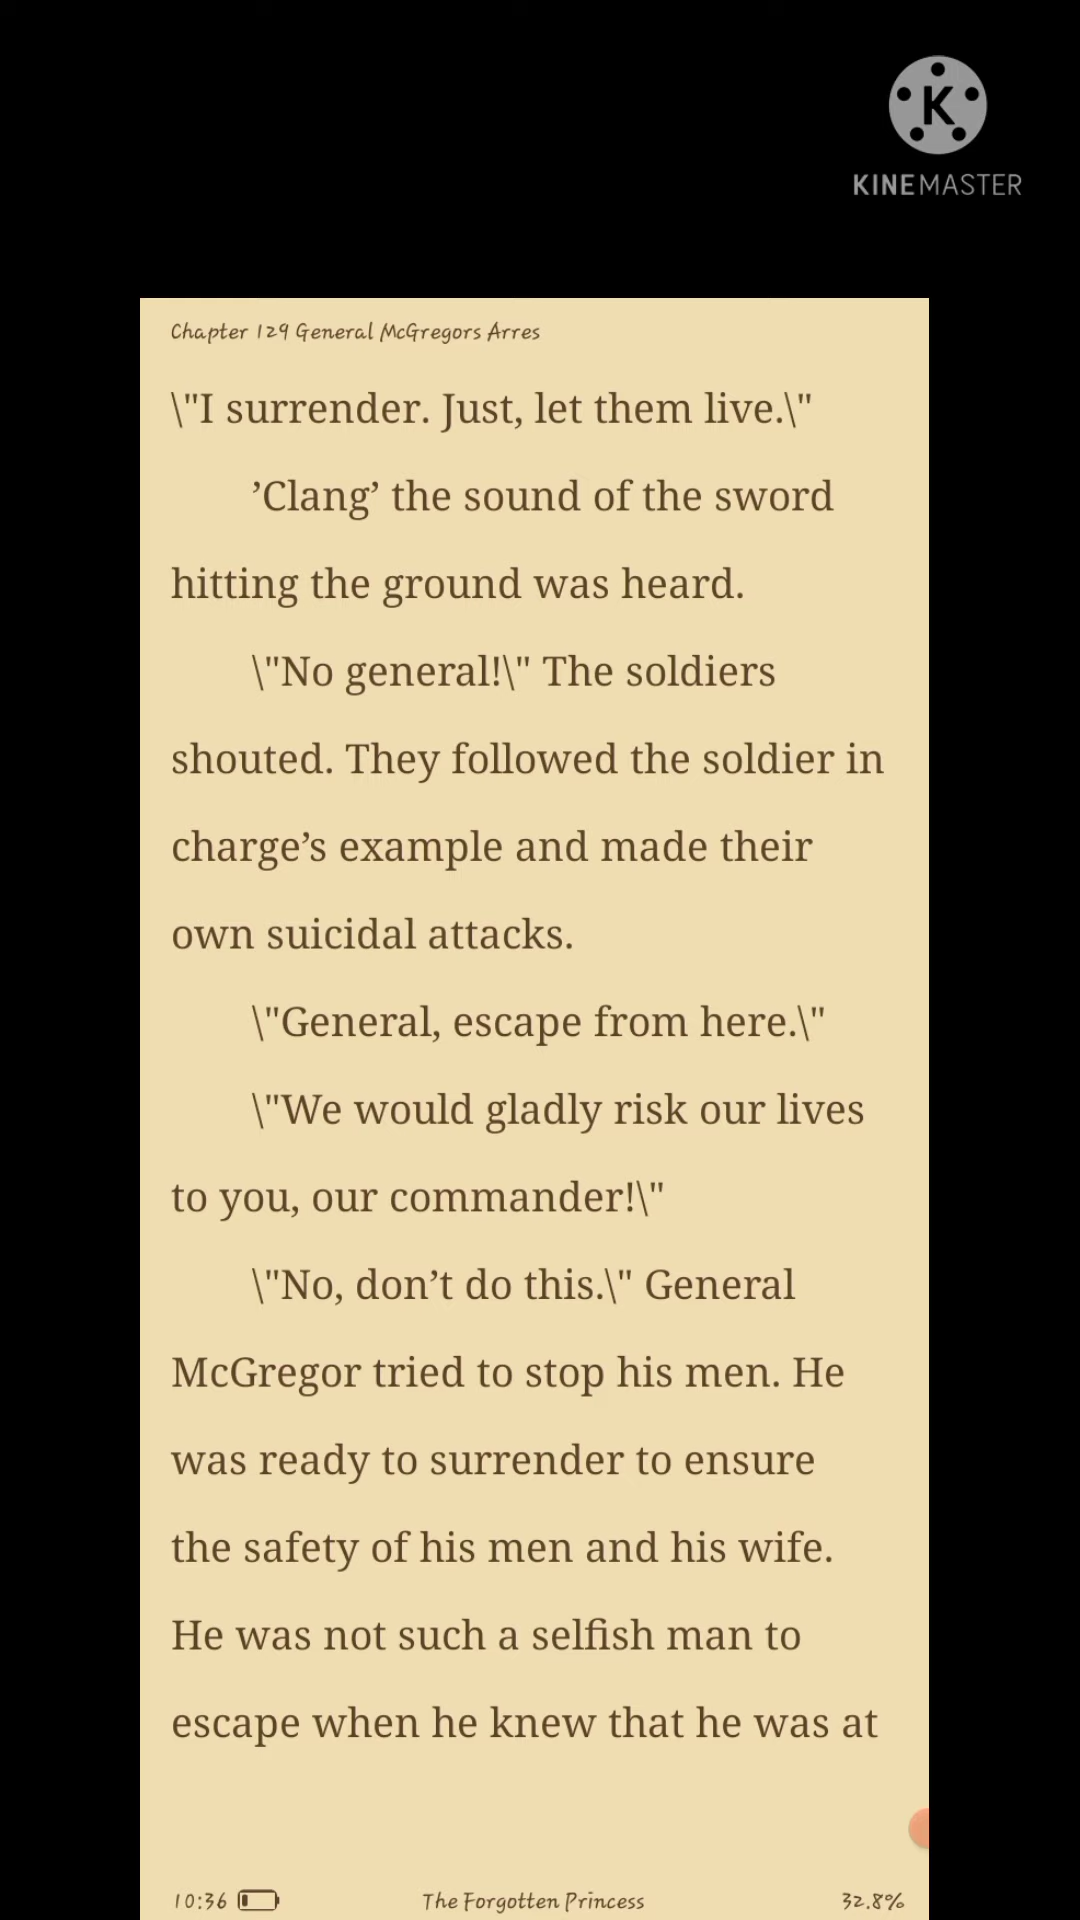 K
KINEMASTER
Chapter 129 General McGregors Arres
\"I surrender. Just, let them live.\"
’Clang’ the sound of the sword
hitting the ground was heard.
\"No general!\" The soldiers
shouted. They followed the soldier in
charge’s example and made their
own suicidal attacks.
\"General, escape from here.\"
\"We would gladly risk our lives
to you, our commander!\"
\"No, don’t do this.\" General
McGregor tried to stop his men. He
was ready to surrender to ensure
the safety of his men and his wife.
He was not such a selfish man to
escape when he knew that he was at
10:36 The Forgotten Princess 32.8%